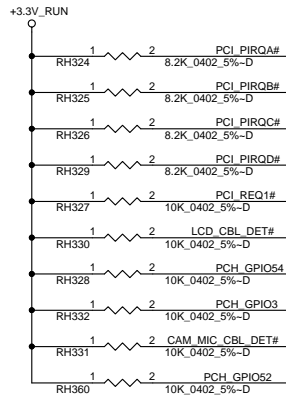 +3.3V_RUN
1 2 PCI_PIRQA#
RH324 8.2K_0402_5%~D
1 2 PCI_PIRQB#
RH325 8.2K_0402_5%~D
1 2 PCI_PIRQC#
RH326 8.2K_0402_5%~D
1 2 PCI_PIRQD#
RH329 8.2K_0402_5%~D
1 2 PCI_REQ1#
RH327 10K_0402_5%~D
1 2 LCD_CBL_DET#
RH330 10K_0402_5%~D
1 2 PCH_GPIO54
RH328 10K_0402_5%~D
1 2 PCH_GPIO3
RH332 10K_0402_5%~D
1 2 CAM_MIC_CBL_DET#
RH331 10K_0402_5%~D
1 2 PCH_GPIO52
RH360 10K_0402_5%~D